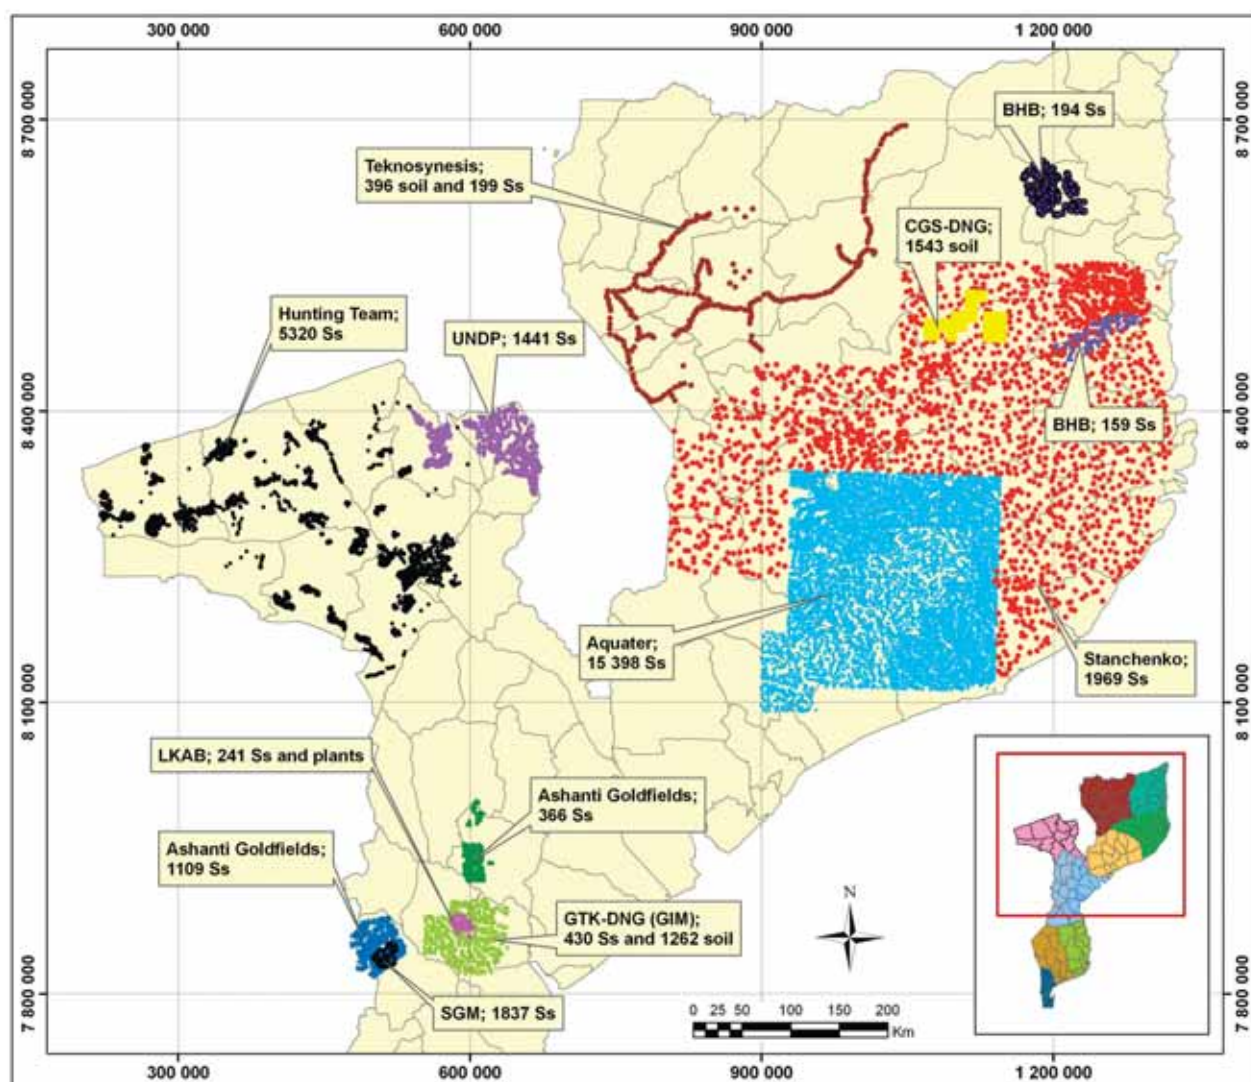 300 000 600 000 900 000 1 200 000
8 700 000
8 700 000
BHB; 194 Ss
Teknosynesis;
396 soil and 199 Ss
CGS-DNG;
1543 soil
Hunting Team;
5320 Ss
UNDP; 1441 Ss
8 400 000
8 400 000
BHB; 159 Ss
Aquater;
15 398 Ss
Stanchenko;
1969 Ss
8 100 000
8 100 000
LKAB; 241 Ss and plants
Ashanti Goldfields;
366 Ss
Ashanti Goldfields;
1109 Ss
N
GTK-DNG (GIM);
430 Ss and 1262 soil
SGM; 1837 Ss
7 800 000
7 800 000
0 25 50 100 150 200
Km
300 000 600 000 900 000 1 200 000